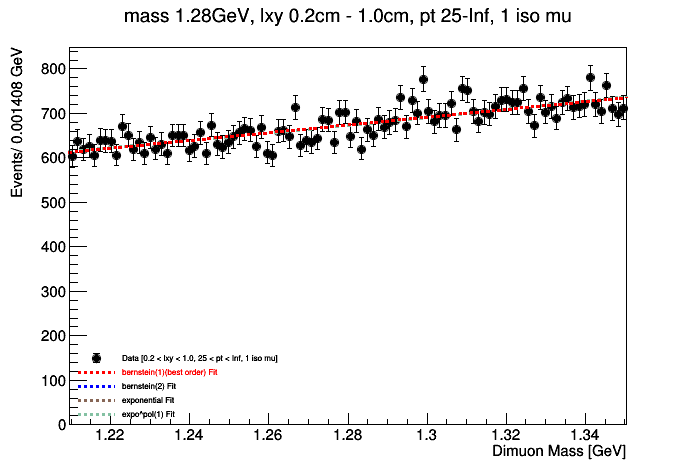 mass 1.28GeV, lxy 0.2cm - 1.0cm, pt 25-Inf, 1 iso mu
Events/ 0.001408 GeV
800
700
600
500
400
300
200
100
0
Data [0.2 < lxy < 1.0, 25 < pt < Inf, 1 iso mu]
bernstein(1)(best order) Fit
bernstein(2) Fit
exponential Fit
expo*pol(1) Fit
1.22 1.24 1.26 1.28 1.3 1.32 1.34
Dimuon Mass [GeV]